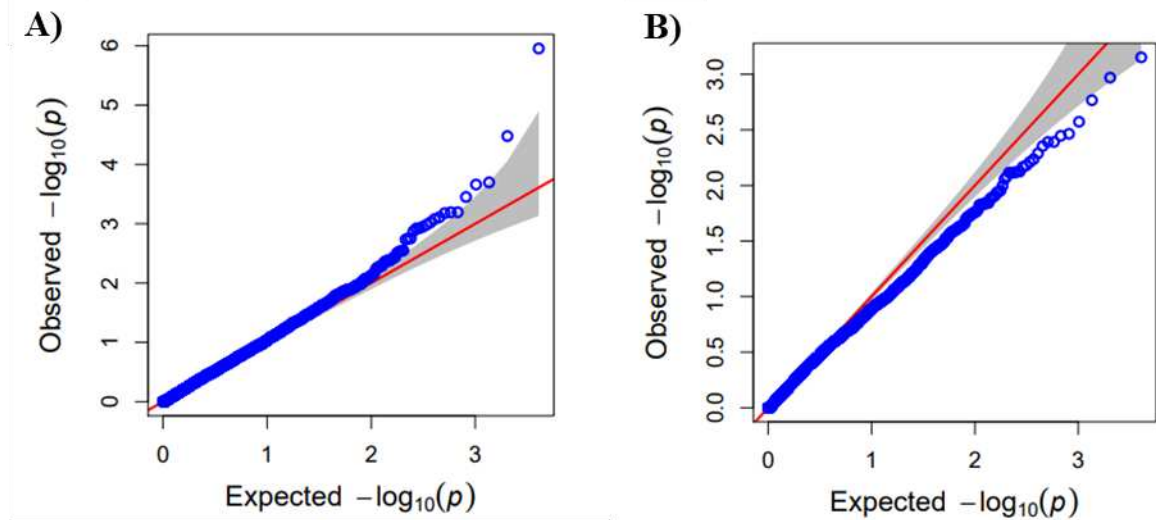 A)
6
5
4
3
2
1
0
Observed −log₁₀(p)
0 1 2 3
Expected −log₁₀(p)
B)
3.0
2.5
2.0
1.5
1.0
0.5
0.0
Observed −log₁₀(p)
0 1 2 3
Expected −log₁₀(p)